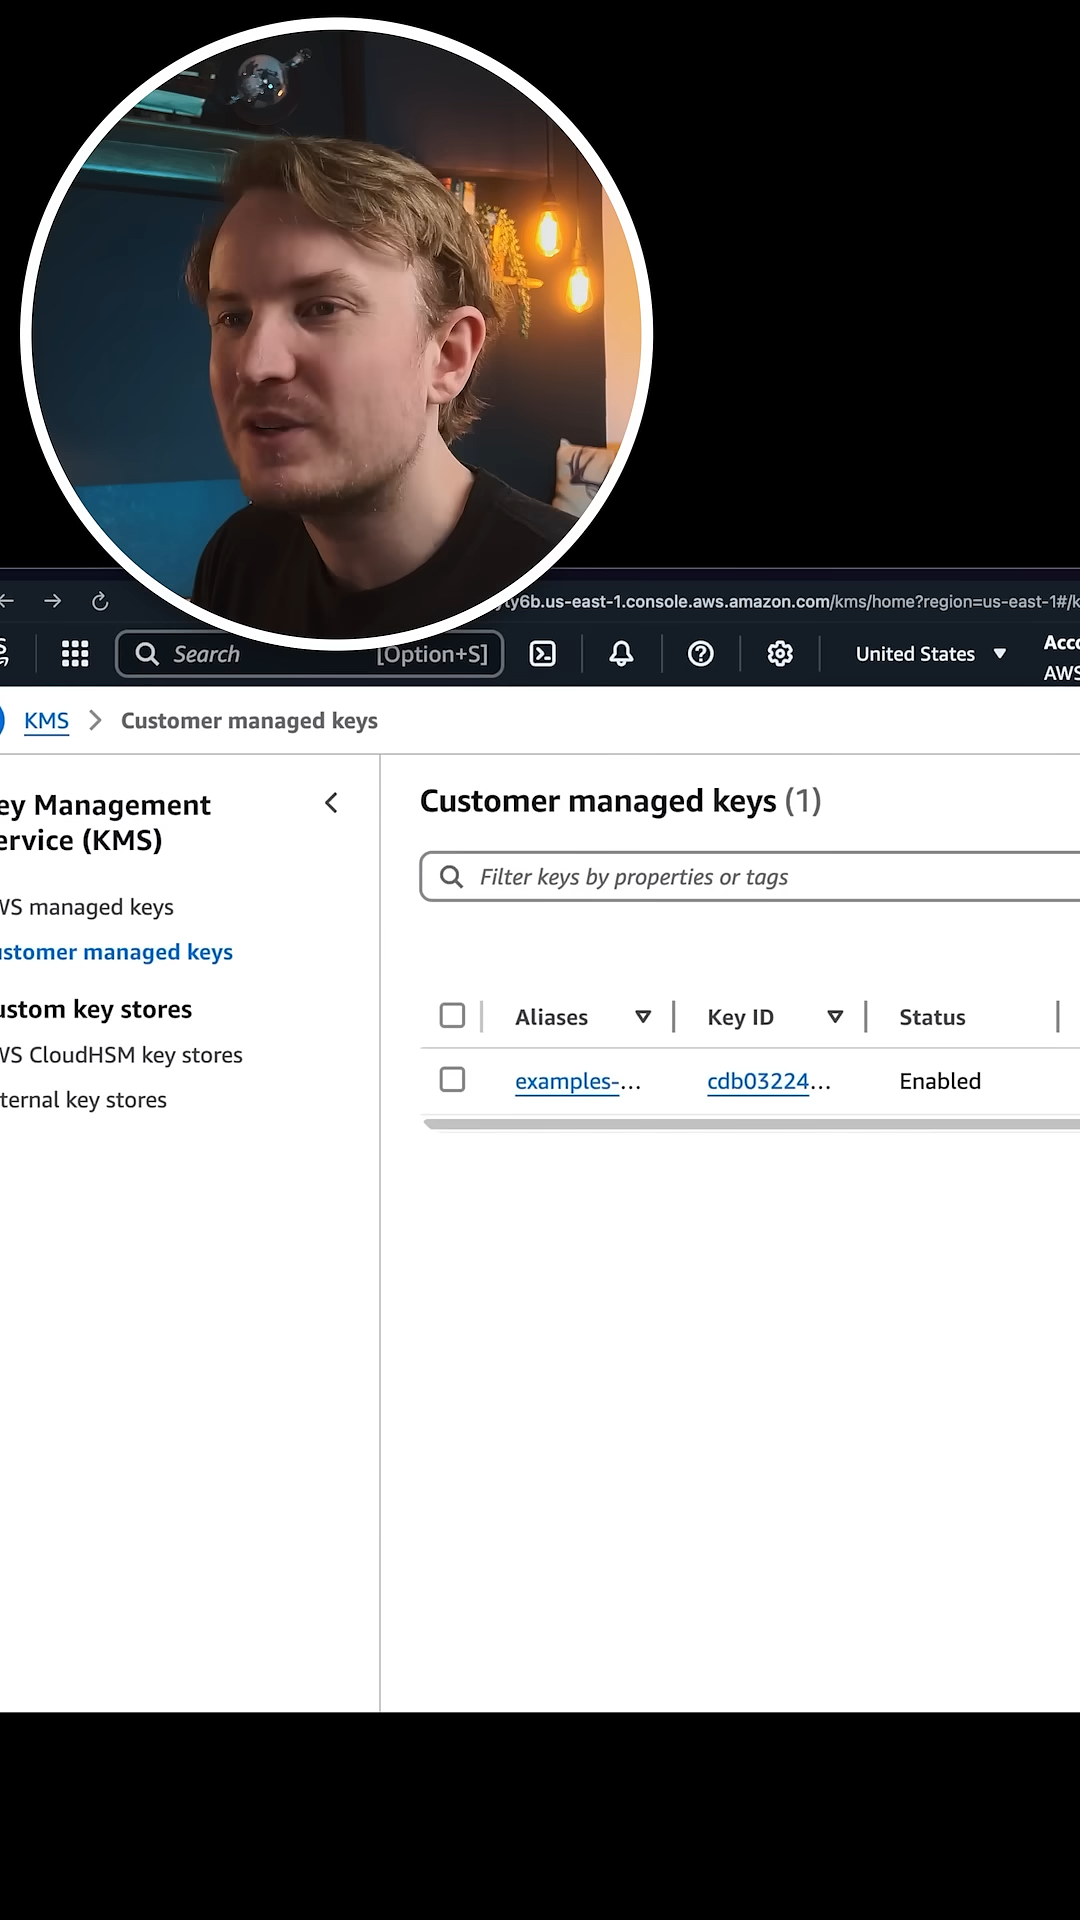 ty6b.us-east-1.console.aws.amazon.com/kms/home?region=us-east-1#/k
Search [Option+S] United States Acco
AWS
KMS > Customer managed keys
ey Management
ervice (KMS)
WS managed keys
ustomer managed keys
ustom key stores
WS CloudHSM key stores
ternal key stores
Customer managed keys (1)
Filter keys by properties or tags
Aliases Key ID Status
examples-... cdb03224... Enabled